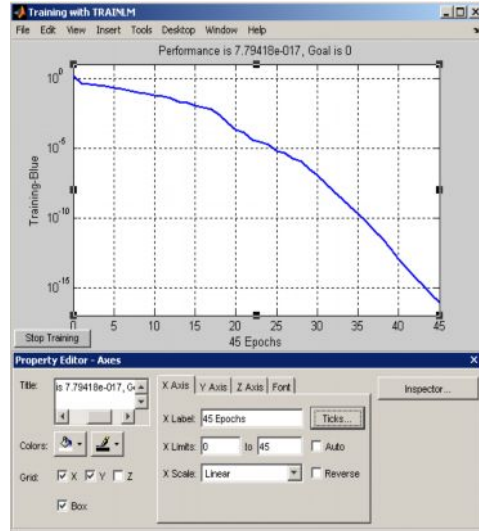 Training with TRAINLM
File Edit View Insert Tools Desktop Window Help
Performance is 7.79418e-017, Goal is 0
10^0
10^-5
10^-10
10^-15
Training-Blue
0 5 10 15 20 25 30 35 40 45
45 Epochs
Stop Training
Property Editor - Axes
Title:
is 7.79418e-017, G
X Axis Y Axis Z Axis Font
Inspector...
X Label: 45 Epochs
Ticks...
Colors:
X Limits: 0 to 45
Auto
Grid: X Y Z
X Scale: Linear
Reverse
Box